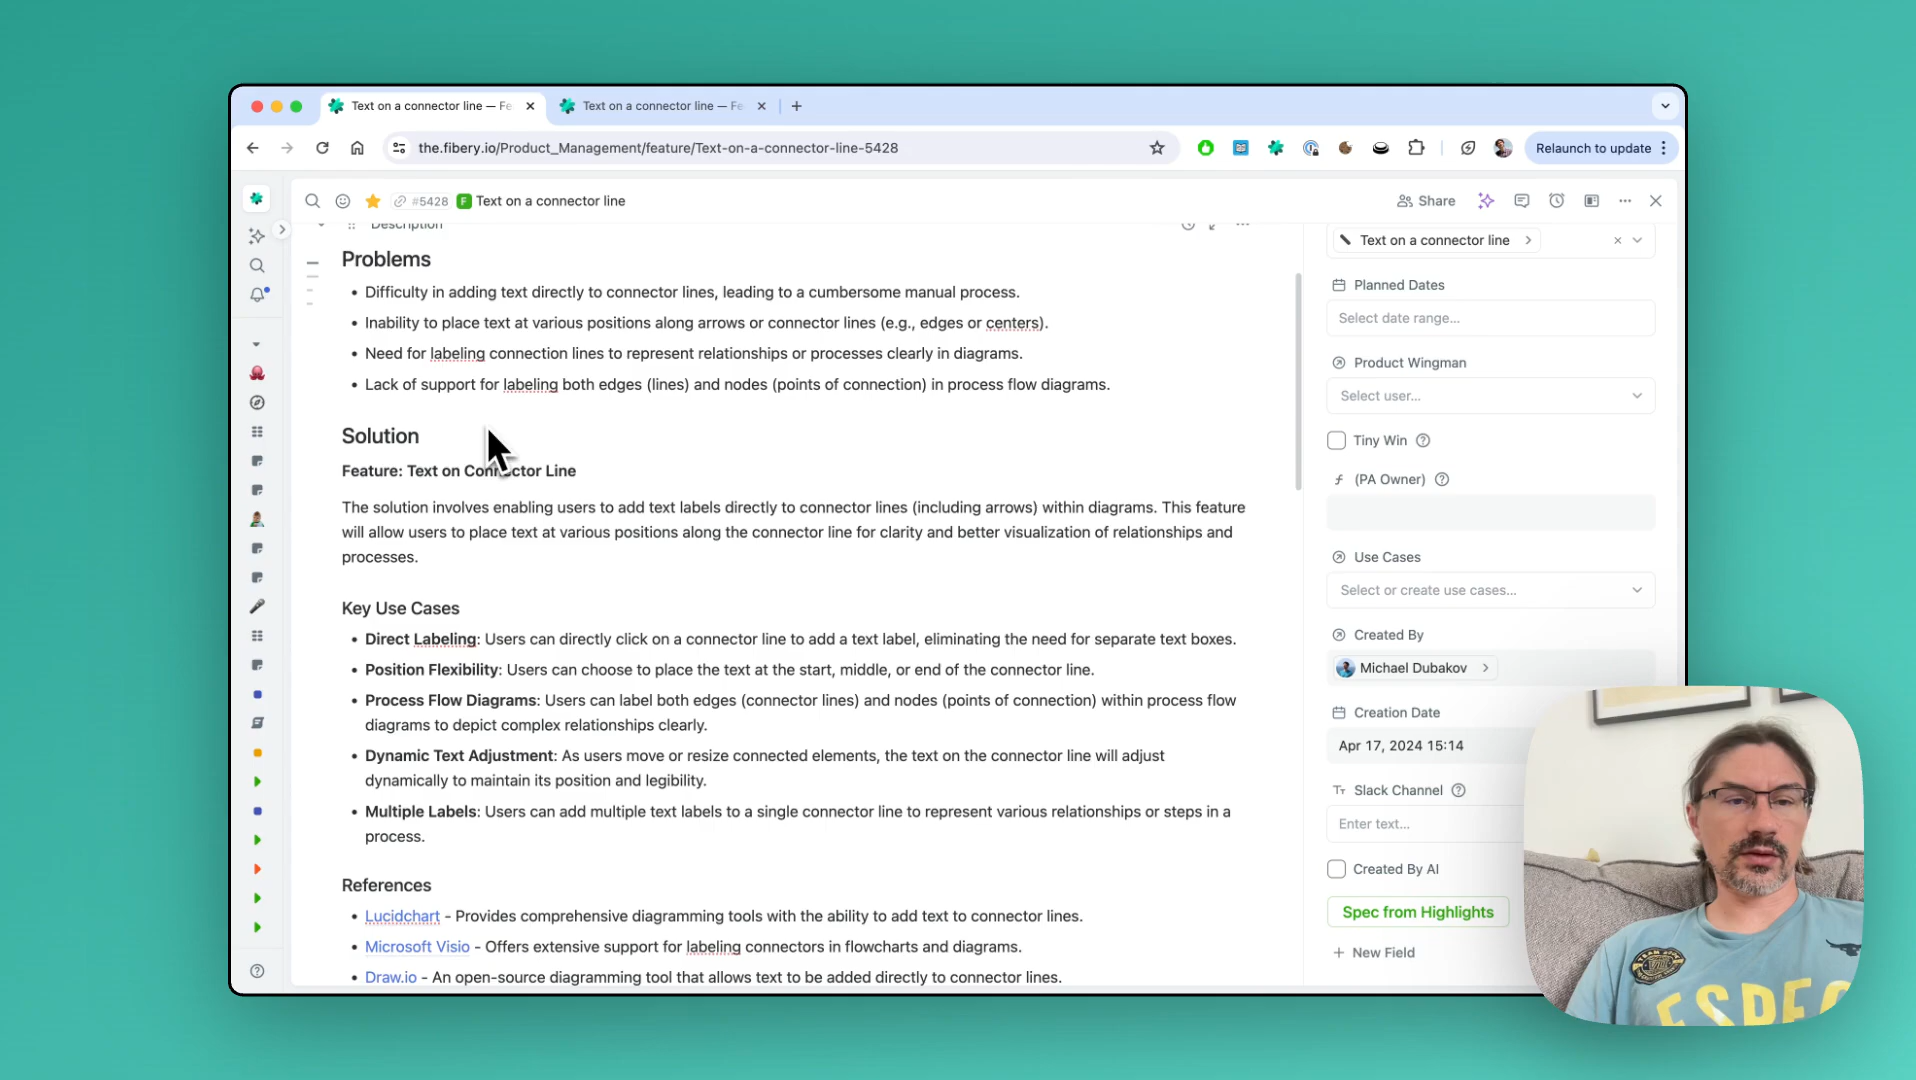 Text on a connector line — Fe
Text on a connector line — Fe
the.fibery.io/Product_Management/feature/Text-on-a-connector-line-5428
Relaunch to update
#5428
F
Text on a connector line
Share
Description
Problems
• Difficulty in adding text directly to connector lines, leading to a cumbersome manual process.
• Inability to place text at various positions along arrows or connector lines (e.g., edges or centers).
• Need for labeling connection lines to represent relationships or processes clearly in diagrams.
• Lack of support for labeling both edges (lines) and nodes (points of connection) in process flow diagrams.
Solution
Feature: Text on Connector Line
The solution involves enabling users to add text labels directly to connector lines (including arrows) within diagrams. This feature
will allow users to place text at various positions along the connector line for clarity and better visualization of relationships and
processes.
Key Use Cases
• Direct Labeling: Users can directly click on a connector line to add a text label, eliminating the need for separate text boxes.
• Position Flexibility: Users can choose to place the text at the start, middle, or end of the connector line.
• Process Flow Diagrams: Users can label both edges (connector lines) and nodes (points of connection) within process flow
diagrams to depict complex relationships clearly.
• Dynamic Text Adjustment: As users move or resize connected elements, the text on the connector line will adjust
dynamically to maintain its position and legibility.
• Multiple Labels: Users can add multiple text labels to a single connector line to represent various relationships or steps in a
process.
References
• Lucidchart - Provides comprehensive diagramming tools with the ability to add text to connector lines.
• Microsoft Visio - Offers extensive support for labeling connectors in flowcharts and diagrams.
• Draw.io - An open-source diagramming tool that allows text to be added directly to connector lines.
Text on a connector line
Planned Dates
Select date range...
Product Wingman
Select user...
Tiny Win
(PA Owner)
Use Cases
Select or create use cases...
Created By
Michael Dubakov
Creation Date
Apr 17, 2024 15:14
Slack Channel
Enter text...
Created By AI
Spec from Highlights
New Field
ESPEC